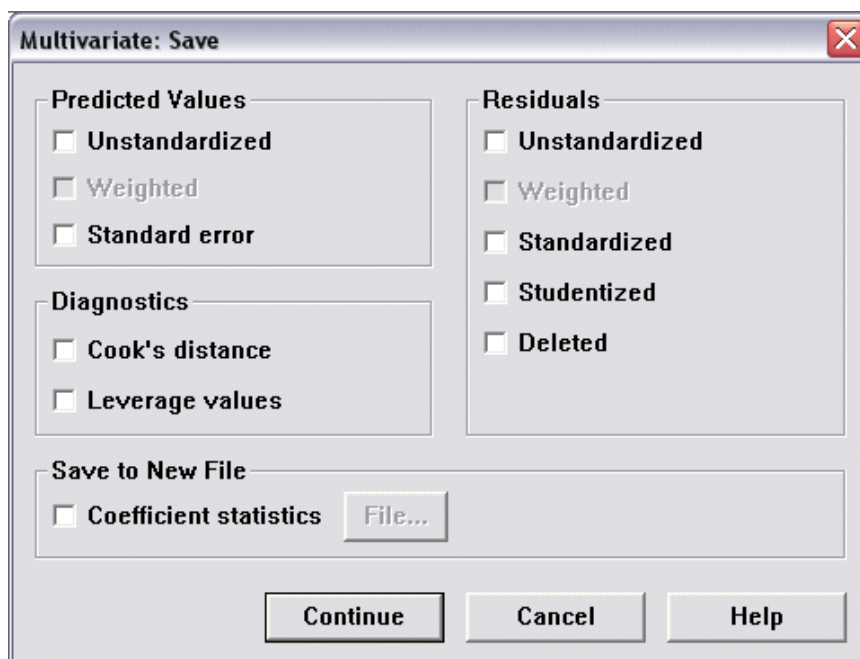 Multivariate: Save
Predicted Values
Unstandardized
Weighted
Standard error
Diagnostics
Cook's distance
Leverage values
Residuals
Unstandardized
Weighted
Standardized
Studentized
Deleted
Save to New File
Coefficient statistics
File...
Continue
Cancel
Help